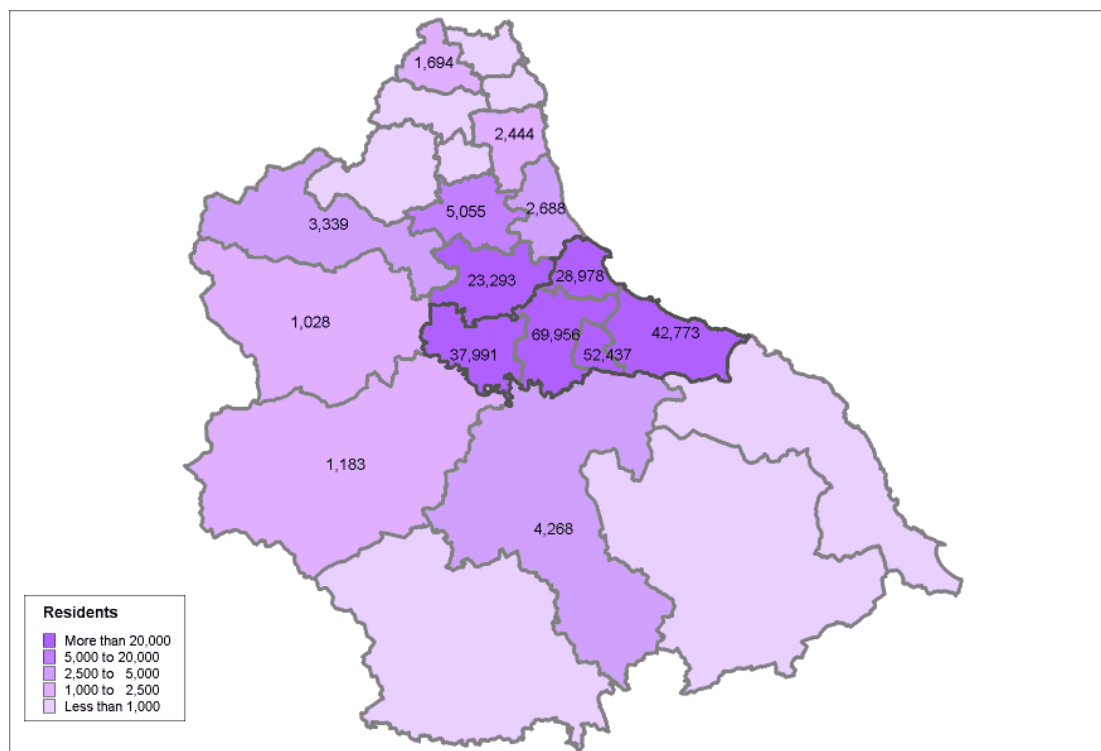 1,694
2,444
5,055
2,688
3,339
23,293
28,978
1,028
69,956
42,773
37,991
52,437
1,183
4,268
Residents
More than 20,000
5,000 to 20,000
2,500 to 5,000
1,000 to 2,500
Less than 1,000